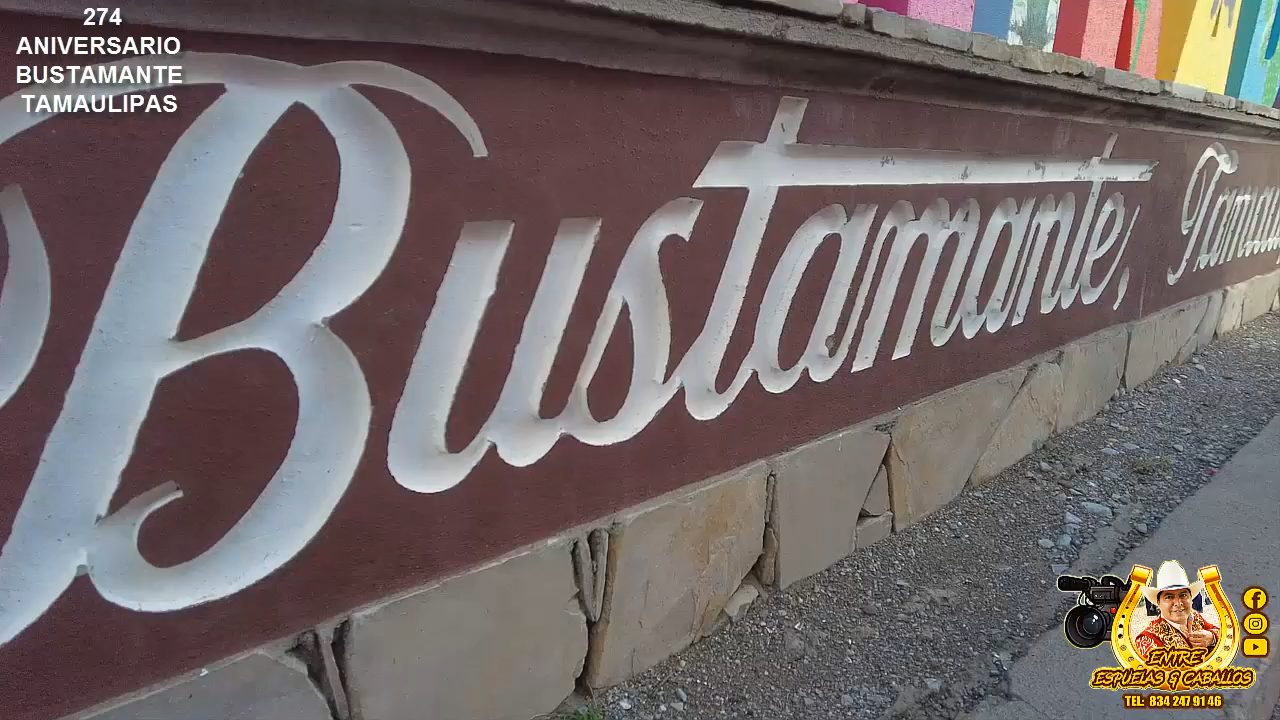 274
ANIVERSARIO
BUSTAMANTE
TAMAULIPAS
Bustamante,
ENTRE
ESPUELAS & CABALLOS
TEL: 834 247 91 46